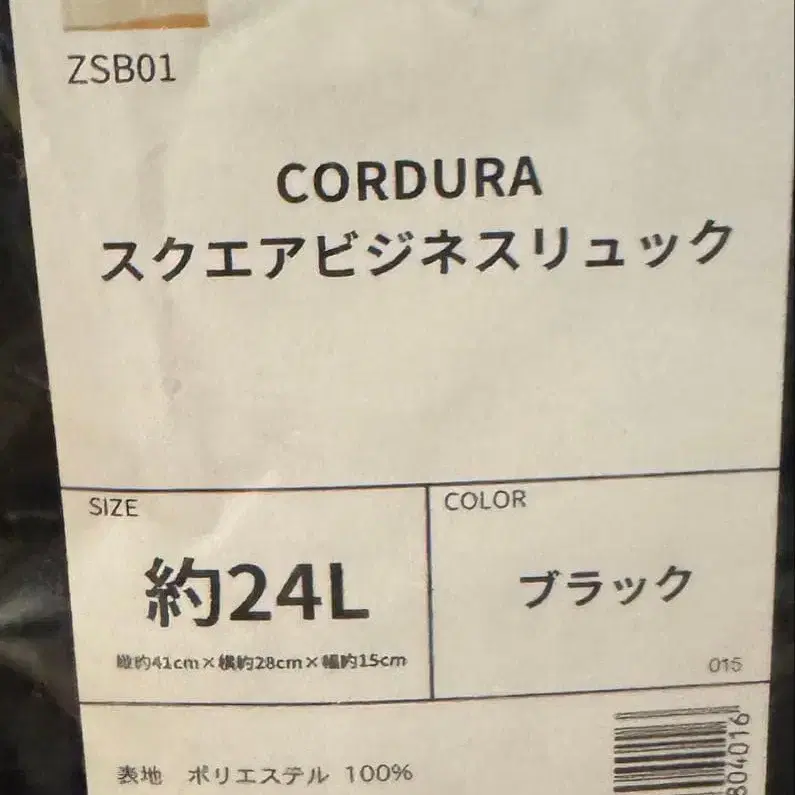 ZSB01
CORDURA
スクエアビジネスリュック
SIZE
約24L
縦約41cm×横約28cm×幅約15cm
COLOR
ブラック
015
表地 ポリエステル 100%
804016